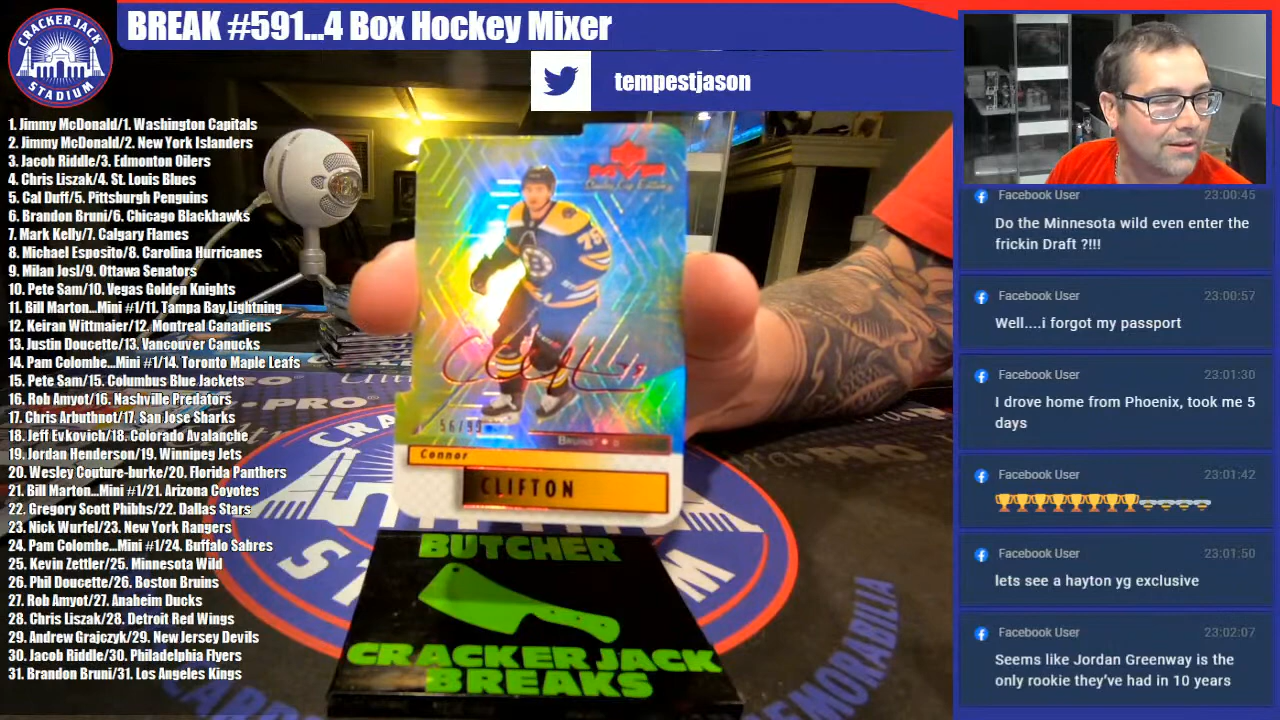 CRACKER JACK
STADIUM
BREAK #591...4 Box Hockey Mixer
tempestjason
1. Jimmy McDonald/1. Washington Capitals
2. Jimmy McDonald/2. New York Islanders
3. Jacob Riddle/3. Edmonton Oilers
4. Chris Liszak/4. St. Louis Blues
5. Cal Duff/5. Pittsburgh Penguins
6. Brandon Bruni/6. Chicago Blackhawks
7. Mark Kelly/7. Calgary Flames
8. Michael Esposito/8. Carolina Hurricanes
9. Milan Josl/9. Ottawa Senators
10. Pete Sam/10. Vegas Golden Knights
11. Bill Marton...Mini #1/11. Tampa Bay Lightning
12. Keiran Wittmaier/12. Montreal Canadiens
13. Justin Doucette/13. Vancouver Canucks
14. Pam Colombe...Mini #1/14. Toronto Maple Leafs
15. Pete Sam/15. Columbus Blue Jackets
16. Rob Amyot/16. Nashville Predators
17. Chris Arbuthnot/17. San Jose Sharks
18. Jeff Evkovich/18. Colorado Avalanche
19. Jordan Henderson/19. Winnipeg Jets
20. Wesley Couture-burke/20. Florida Panthers
21. Bill Marton...Mini #1/21. Arizona Coyotes
22. Gregory Scott Phibbs/22. Dallas Stars
23. Nick Wurfel/23. New York Rangers
24. Pam Colombe...Mini #1/24. Buffalo Sabres
25. Kevin Zettler/25. Minnesota Wild
26. Phil Doucette/26. Boston Bruins
27. Rob Amyot/27. Anaheim Ducks
28. Chris Liszak/28. Detroit Red Wings
29. Andrew Grajczyk/29. New Jersey Devils
30. Jacob Riddle/30. Philadelphia Flyers
31. Brandon Bruni/31. Los Angeles Kings
MVP
Stanley Cup Edition
75
B
56/99
BRUINS
Connor
CLIFTON
PRO
MEMORABILIA
BUTCHER
CRACKER JACK
BREAKS
Facebook User 23:00:45
Do the Minnesota wild even enter the
frickin Draft ?!!!
Facebook User 23:00:57
Well....i forgot my passport
Facebook User 23:01:30
I drove home from Phoenix, took me 5
days
Facebook User 23:01:42
Facebook User 23:01:50
lets see a hayton yg exclusive
Facebook User 23:02:07
Seems like Jordan Greenway is the
only rookie they've had in 10 years